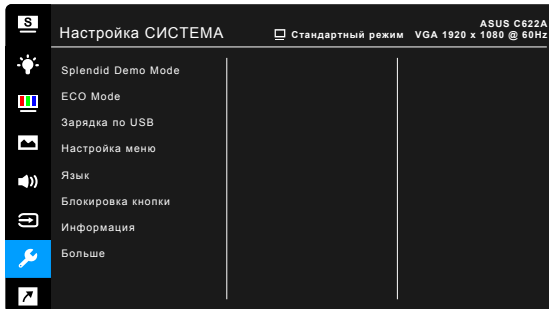 S
ASUS C622A
Настройка СИСТЕМА
Стандартный режим VGA 1920 x 1080 @ 60Hz
Splendid Demo Mode
ECO Mode
Зарядка по USB
Настройка меню
Язык
Блокировка кнопки
Информация
Больше